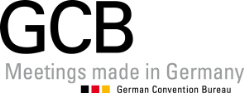 GCB
Meetings made in Germany
German Convention Bureau